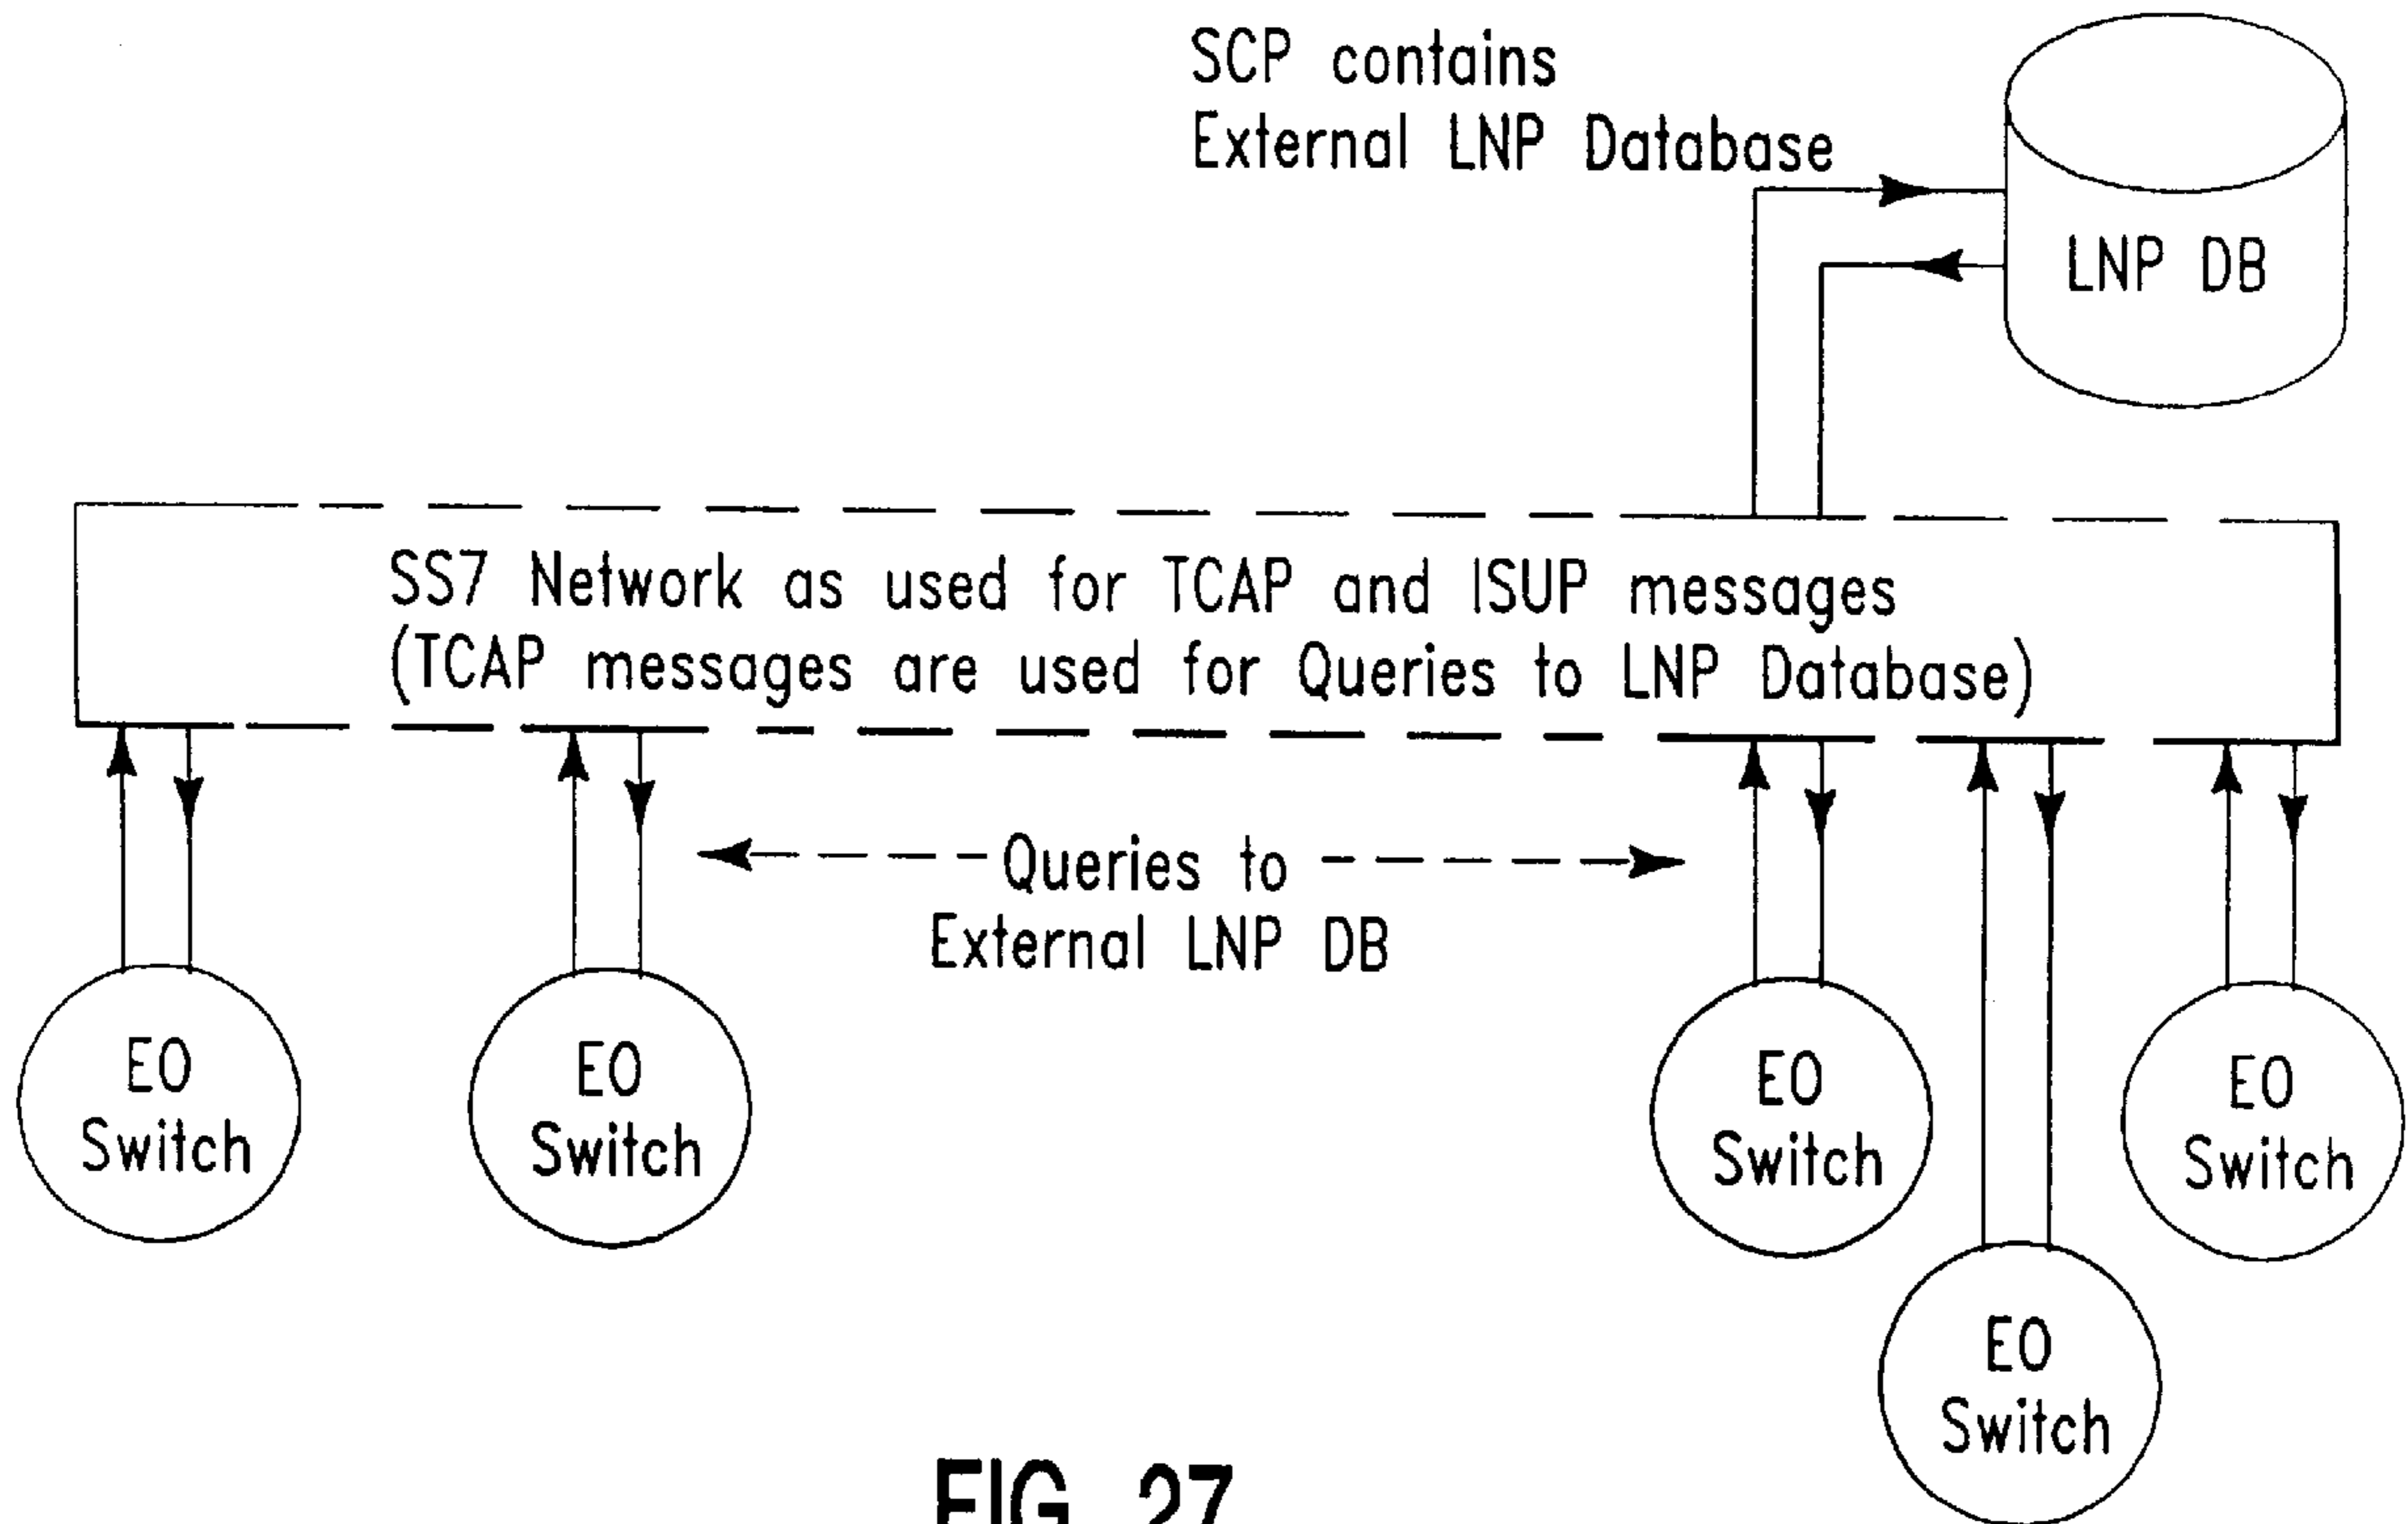 SCP contains
External LNP Database
LNP DB
SS7 Network as used for TCAP and ISUP messages
(TCAP messages are used for Queries to LNP Database)
Queries to
External LNP DB
EO
Switch
EO
Switch
EO
Switch
EO
Switch
EO
Switch
FIG. 27